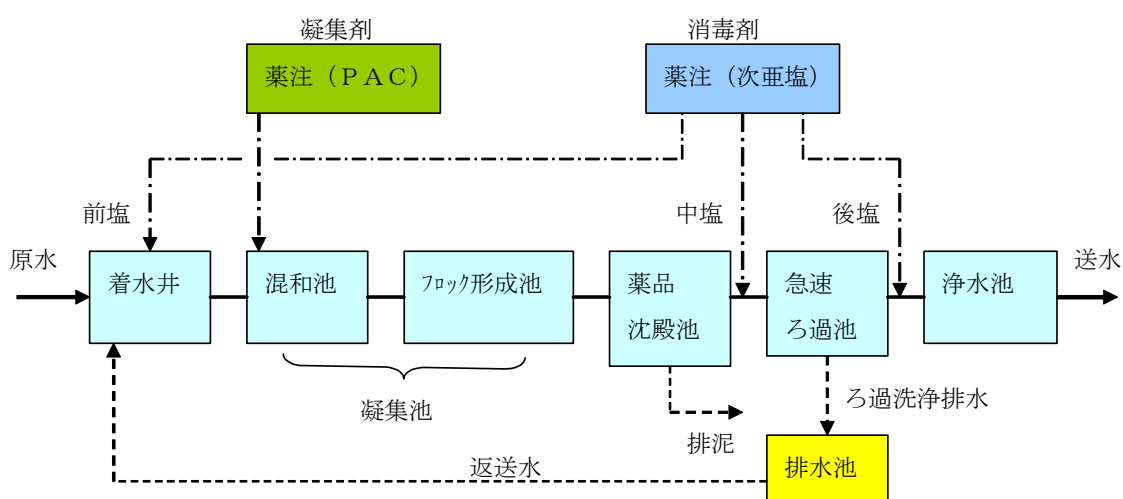 凝集剤
消毒剤
薬注（ＰＡＣ）
薬注（次亜塩）
前塩
中塩
後塩
原水
送水
着水井
混和池
ﾌﾛｯｸ形成池
薬品
沈殿池
急速
ろ過池
浄水池
凝集池
ろ過洗浄排水
排泥
返送水
排水池